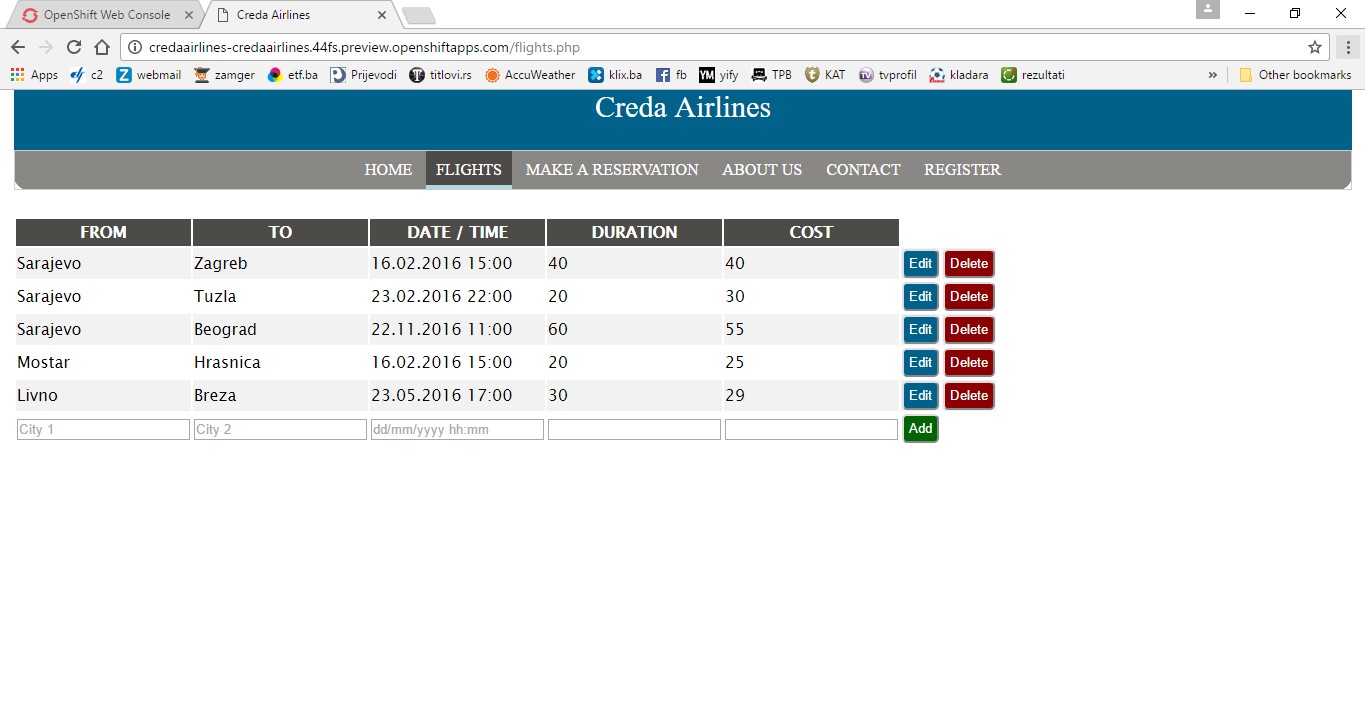 OpenShift Web Console
Creda Airlines
credaairlines-credaairlines.44fs.preview.openshiftapps.com/flights.php
Apps c2 webmail zamger etf.ba Prijevodi titlovi.rs AccuWeather klix.ba fb YM yify TPB KAT tvprofil kladara rezultati » Other bookmarks
Creda Airlines
HOME FLIGHTS MAKE A RESERVATION ABOUT US CONTACT REGISTER
FROM TO DATE / TIME DURATION COST
Sarajevo Zagreb 16.02.2016 15:00 40 40 Edit Delete
Sarajevo Tuzla 23.02.2016 22:00 20 30 Edit Delete
Sarajevo Beograd 22.11.2016 11:00 60 55 Edit Delete
Mostar Hrasnica 16.02.2016 15:00 20 25 Edit Delete
Livno Breza 23.05.2016 17:00 30 29 Edit Delete
City 1 City 2 dd/mm/yyyy hh:mm Add